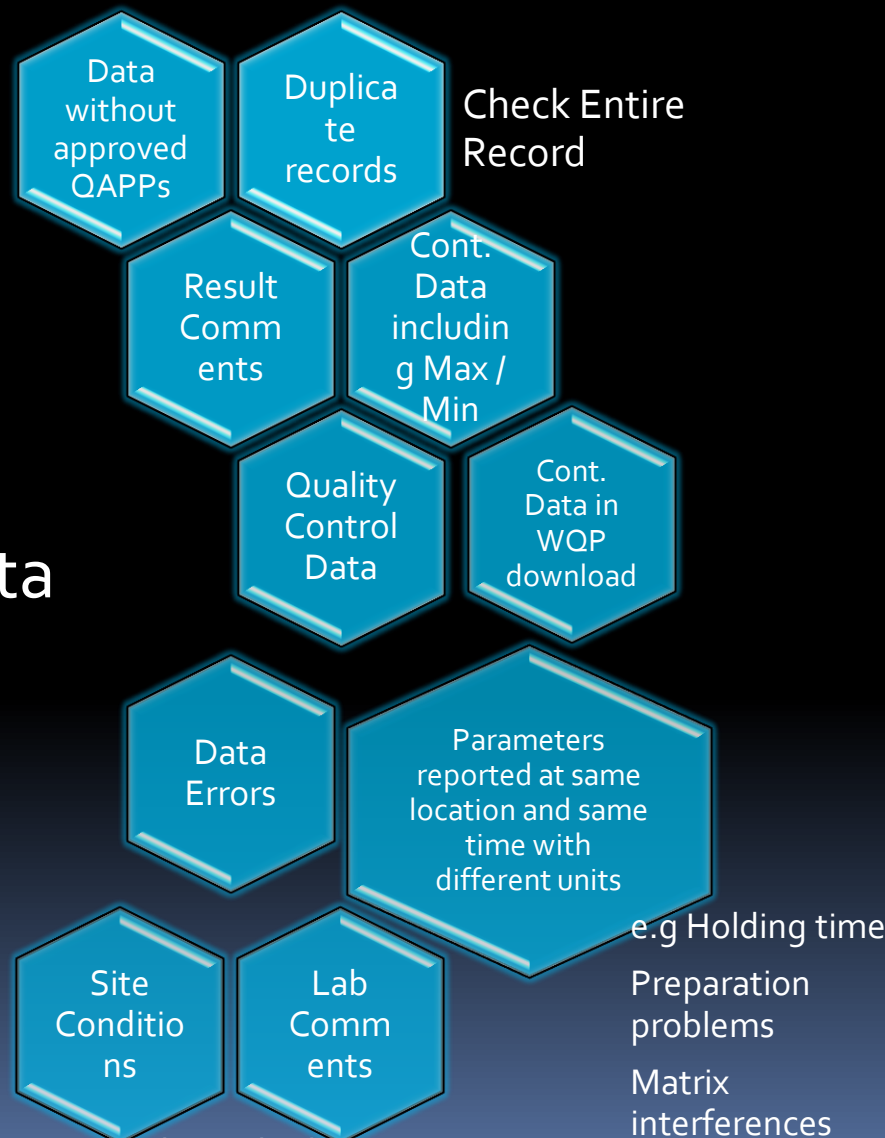 Data
without
approved
QAPPs
Duplica
te
records
Check Entire
Record
Result
Comm
ents
Cont.
Data
includin
g Max /
Min
Quality
Control
Data
Cont.
Data in
WQP
download
ta
Data
Errors
Parameters
reported at same
location and same
time with
different units
e.g Holding time
Preparation
problems
Matrix
interferences
Site
Conditio
ns
Lab
Comm
ents